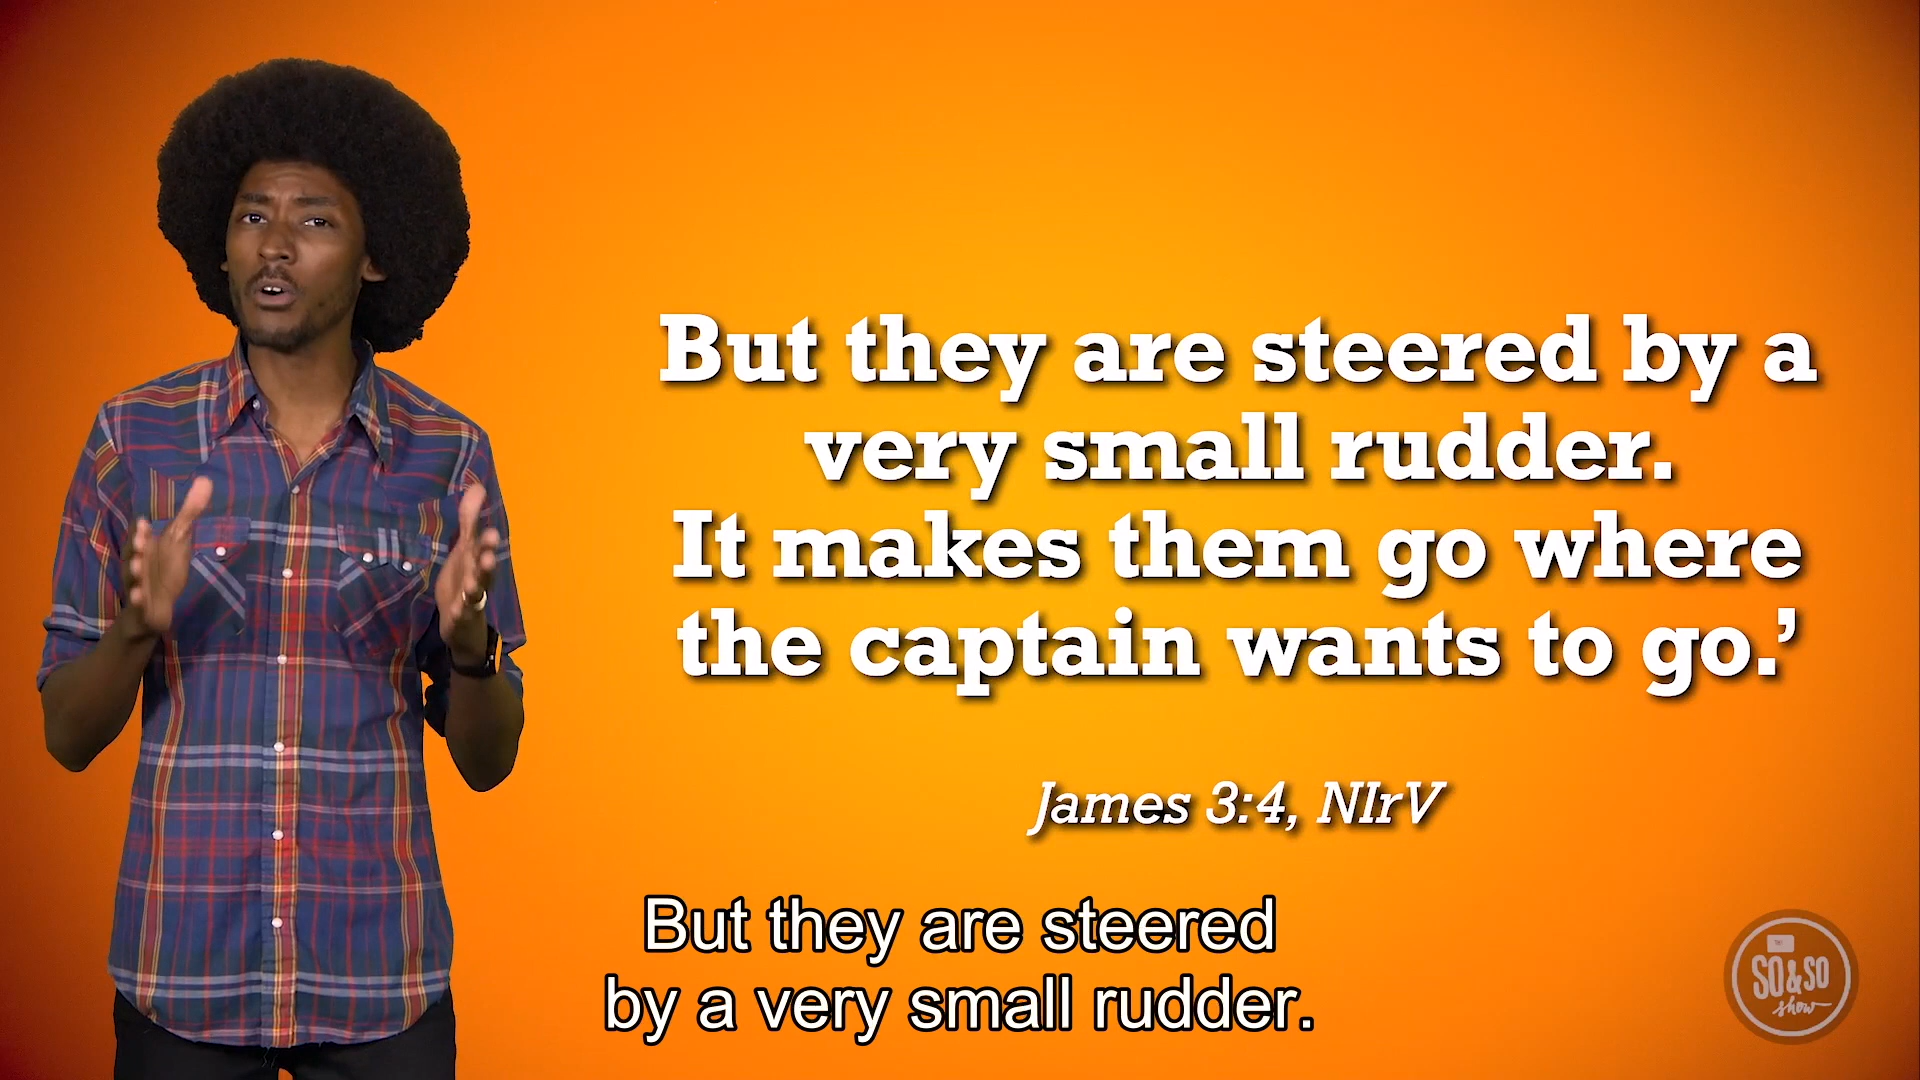 But they are steered by a
very small rudder.
It makes them go where
the captain wants to go.’
James 3:4, NIrV
But they are steered
by a very small rudder.
SO&SO
show